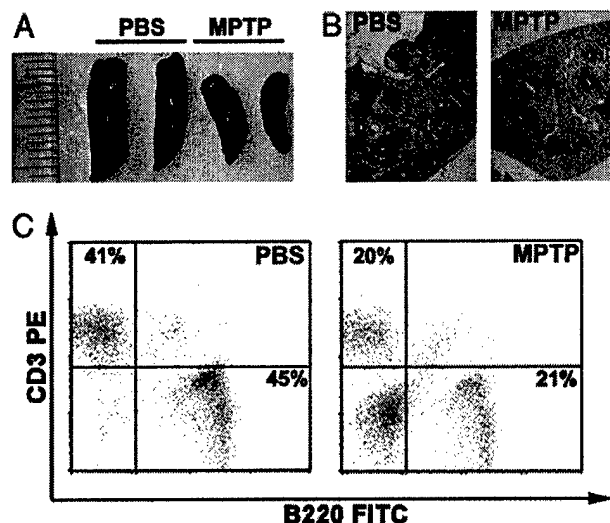 A
PBS MPTP
B
PBS MPTP
C
41% PBS
45%
20% MPTP
21%
CD3 PE
B220 FITC